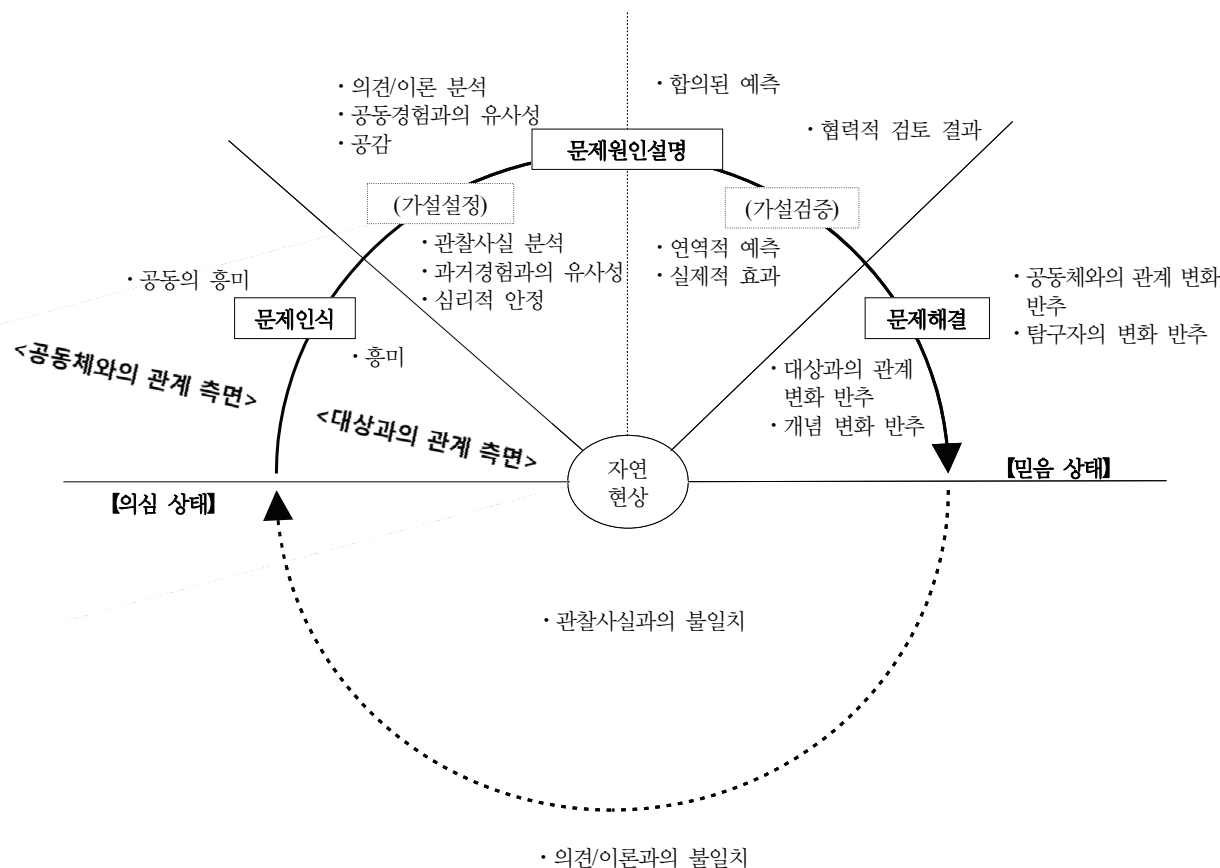 ・의견/이론 분석
・공동경험과의 유사성
・공감
・합의된 예측
・협력적 검토 결과
문제원인설명
(가설설정)
(가설검증)
・관찰사실 분석
・과거경험과의 유사성
・심리적 안정
・연역적 예측
・실제적 효과
・공동의 흥미
문제인식
・흥미
문제해결
・공동체와의 관계 변화
반추
・탐구자의 변화 반추
・대상과의 관계
변화 반추
・개념 변화 반추
<공동체와의 관계 측면>
<대상과의 관계 측면>
자연
현상
【의심 상태】
【믿음 상태】
・관찰사실과의 불일치
・의견/이론과의 불일치